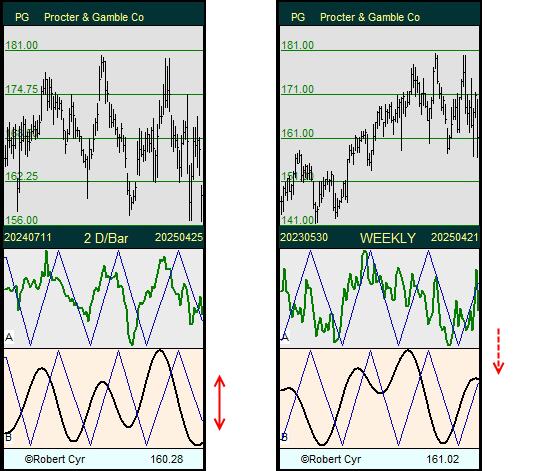 PG Procter & Gamble Co
181.00
174.75
162.25
156.00
20240711 2 D/Bar 20250425
A
B
©Robert Cyr 160.28
PG Procter & Gamble Co
181.00
171.00
161.00
141.00
20230530 WEEKLY 20250421
A
B
©Robert Cyr 161.02